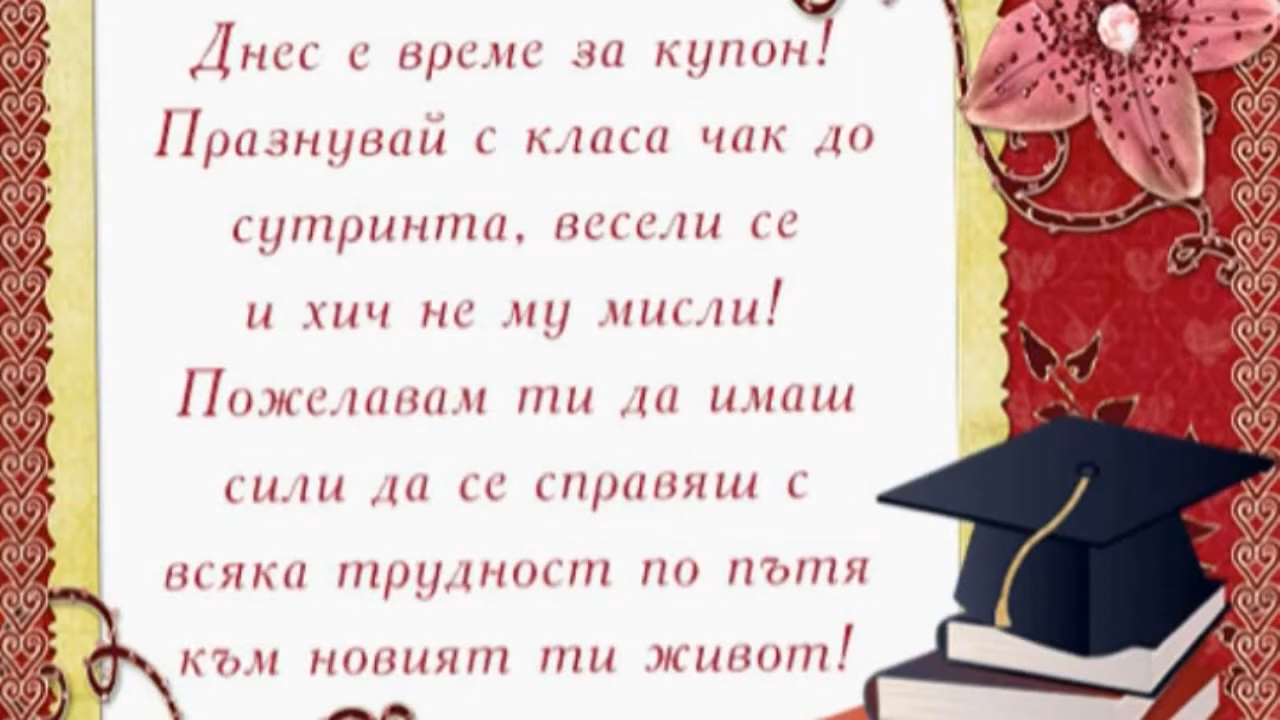 Днес е време за купон!
Празнувай с класа чак до
сутринта, весели се
и хич не му мисли!
Пожелавам ти да имаш
сили да се справяш с
всяка трудност по пътя
към новият ти живот!